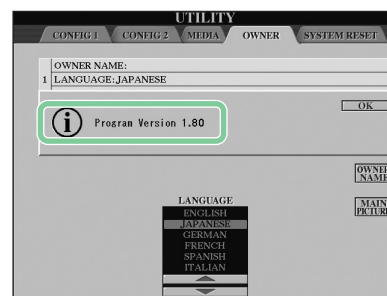 UTILITY
CONFIG 1 CONFIG 2 MEDIA OWNER SYSTEM RESET
OWNER NAME:
1 LANGUAGE: JAPANESE
OK
i Program Version 1.80
OWNER
NAME
LANGUAGE
MAIN
PICTURE
ENGLISH
JAPANESE
GERMAN
FRENCH
SPANISH
ITALIAN